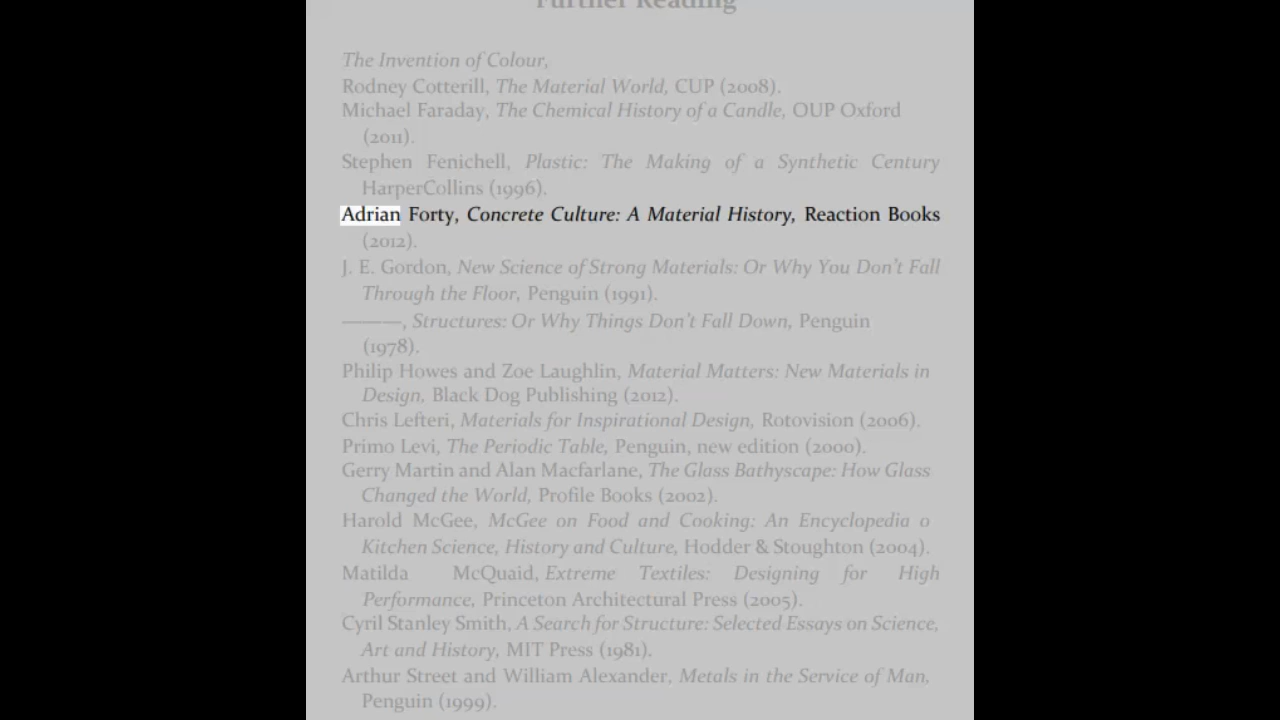 Further Reading
The Invention of Colour,
Rodney Cotterill, The Material World, CUP (2008).
Michael Faraday, The Chemical History of a Candle, OUP Oxford
(2011).
Stephen Fenichell, Plastic: The Making of a Synthetic Century
HarperCollins (1996).
Adrian Forty, Concrete Culture: A Material History, Reaction Books
(2012).
J. E. Gordon, New Science of Strong Materials: Or Why You Don't Fall
Through the Floor, Penguin (1991).
———, Structures: Or Why Things Don't Fall Down, Penguin
(1978).
Philip Howes and Zoe Laughlin, Material Matters: New Materials in
Design, Black Dog Publishing (2012).
Chris Lefteri, Materials for Inspirational Design, Rotovision (2006).
Primo Levi, The Periodic Table, Penguin, new edition (2000).
Gerry Martin and Alan Macfarlane, The Glass Bathyscape: How Glass
Changed the World, Profile Books (2002).
Harold McGee, McGee on Food and Cooking: An Encyclopedia o
Kitchen Science, History and Culture, Hodder & Stoughton (2004).
Matilda McQuaid, Extreme Textiles: Designing for High
Performance, Princeton Architectural Press (2005).
Cyril Stanley Smith, A Search for Structure: Selected Essays on Science,
Art and History, MIT Press (1981).
Arthur Street and William Alexander, Metals in the Service of Man,
Penguin (1999).